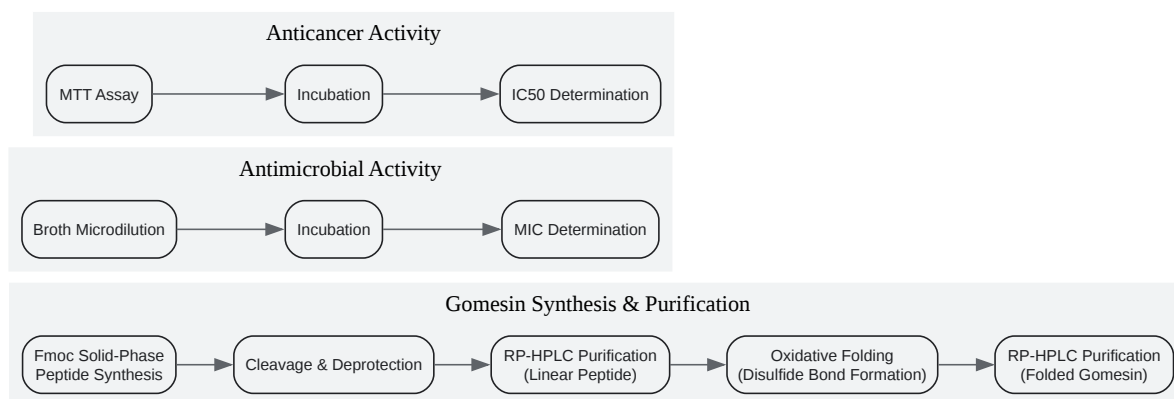 Anticancer Activity
MTT Assay
Incubation
IC50 Determination
Antimicrobial Activity
Broth Microdilution
Incubation
MIC Determination
Gomesin Synthesis & Purification
Fmoc Solid-Phase
Peptide Synthesis
Cleavage & Deprotection
RP-HPLC Purification
(Linear Peptide)
Oxidative Folding
(Disulfide Bond Formation)
RP-HPLC Purification
(Folded Gomesin)